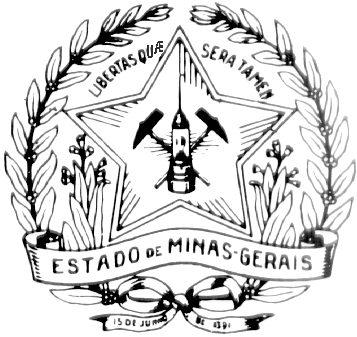 LIBERTAS QUÆ SERA TAMEN
ESTADO DE MINAS-GERAIS
15 DE JUNHO DE 1891